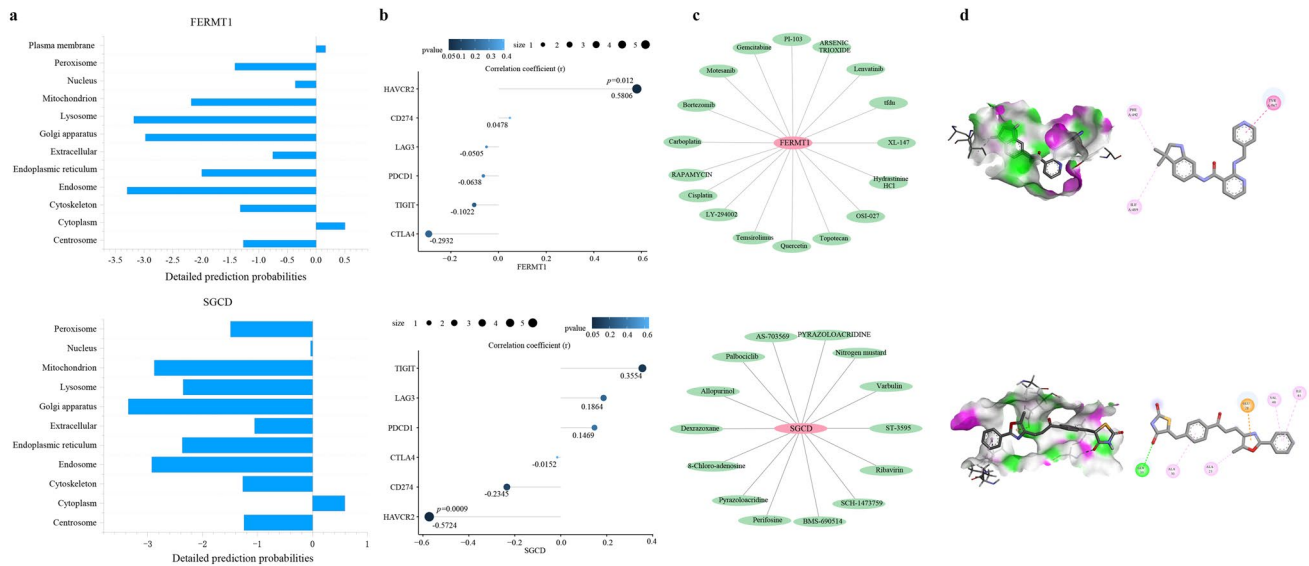 a
FERMT1
Plasma membrane
Peroxisome
Nucleus
Mitochondrion
Lysosome
Golgi apparatus
Extracellular
Endoplasmic reticulum
Endosome
Cytoskeleton
Cytoplasm
Centrosome
-3.5 -3.0 -2.5 -2.0 -1.5 -1.0 -0.5 0.0 0.5
Detailed prediction probabilities
SGCD
Peroxisome
Nucleus
Mitochondrion
Lysosome
Golgi apparatus
Extracellular
Endoplasmic reticulum
Endosome
Cytoskeleton
Cytoplasm
Centrosome
-3 -2 -1 0 1
Detailed prediction probabilities
b
pvalue
0.05 0.1 0.2 0.3 0.4
size 1 2 3 4 5
Correlation coefficient (r)
HAVCR2
p=0.012
0.5806
CD274
0.0478
LAG3
-0.0505
PDCD1
-0.0638
TIGIT
-0.1022
CTLA4
-0.2932
−0.2 0.0 0.2 0.4 0.6
FERMT1
size 1 2 3 4 5
pvalue
0.05 0.2 0.4 0.6
Correlation coefficient (r)
TIGIT
0.3554
LAG3
0.1864
PDCD1
0.1469
CTLA4
-0.0152
CD274
-0.2345
HAVCR2
p=0.0009
-0.5724
−0.6 −0.4 −0.2 0.0 0.2 0.4
SGCD
c
PI-103
Gemcitabine
ARSENIC
TRIOXIDE
Motesanib
Lenvatinib
Bortezomib
tfdu
Carboplatin
FERMT1
XL-147
RAPAMYCIN
Hydrastinine
HCl
Cisplatin
LY-294002
OSI-027
Temsirolinius
Quercetin
Topotecan
AS-703569
PYRAZOLOACRIDINE
Palbociclib
Nitrogen mustard
Allopurinol
Varbulin
Dexrazoxane
SGCD
ST-3595
8-Chloro-adenosine
Ribavirin
Pyrazoloacridine
SCH-1473759
Perifosine
BMS-690514
d